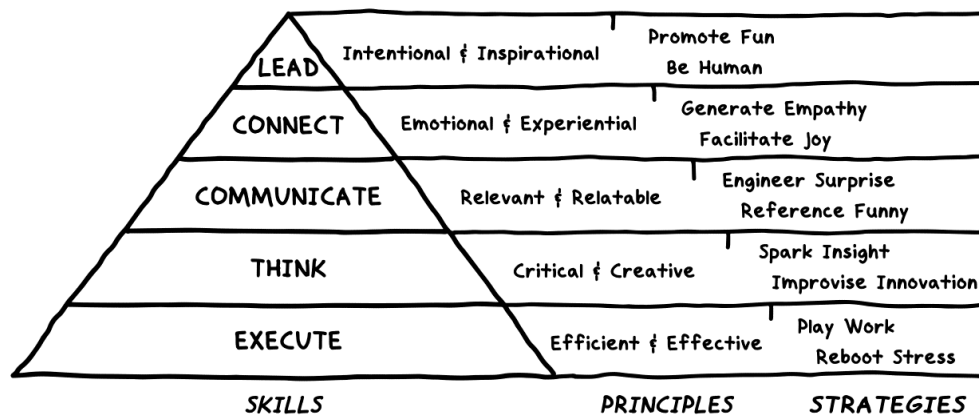 LEAD
Intentional & Inspirational
Promote Fun
Be Human
CONNECT
Emotional & Experiential
Generate Empathy
Facilitate Joy
COMMUNICATE
Relevant & Relatable
Engineer Surprise
Reference Funny
THINK
Critical & Creative
Spark Insight
Improvise Innovation
EXECUTE
Efficient & Effective
Play Work
Reboot Stress
SKILLS
PRINCIPLES
STRATEGIES